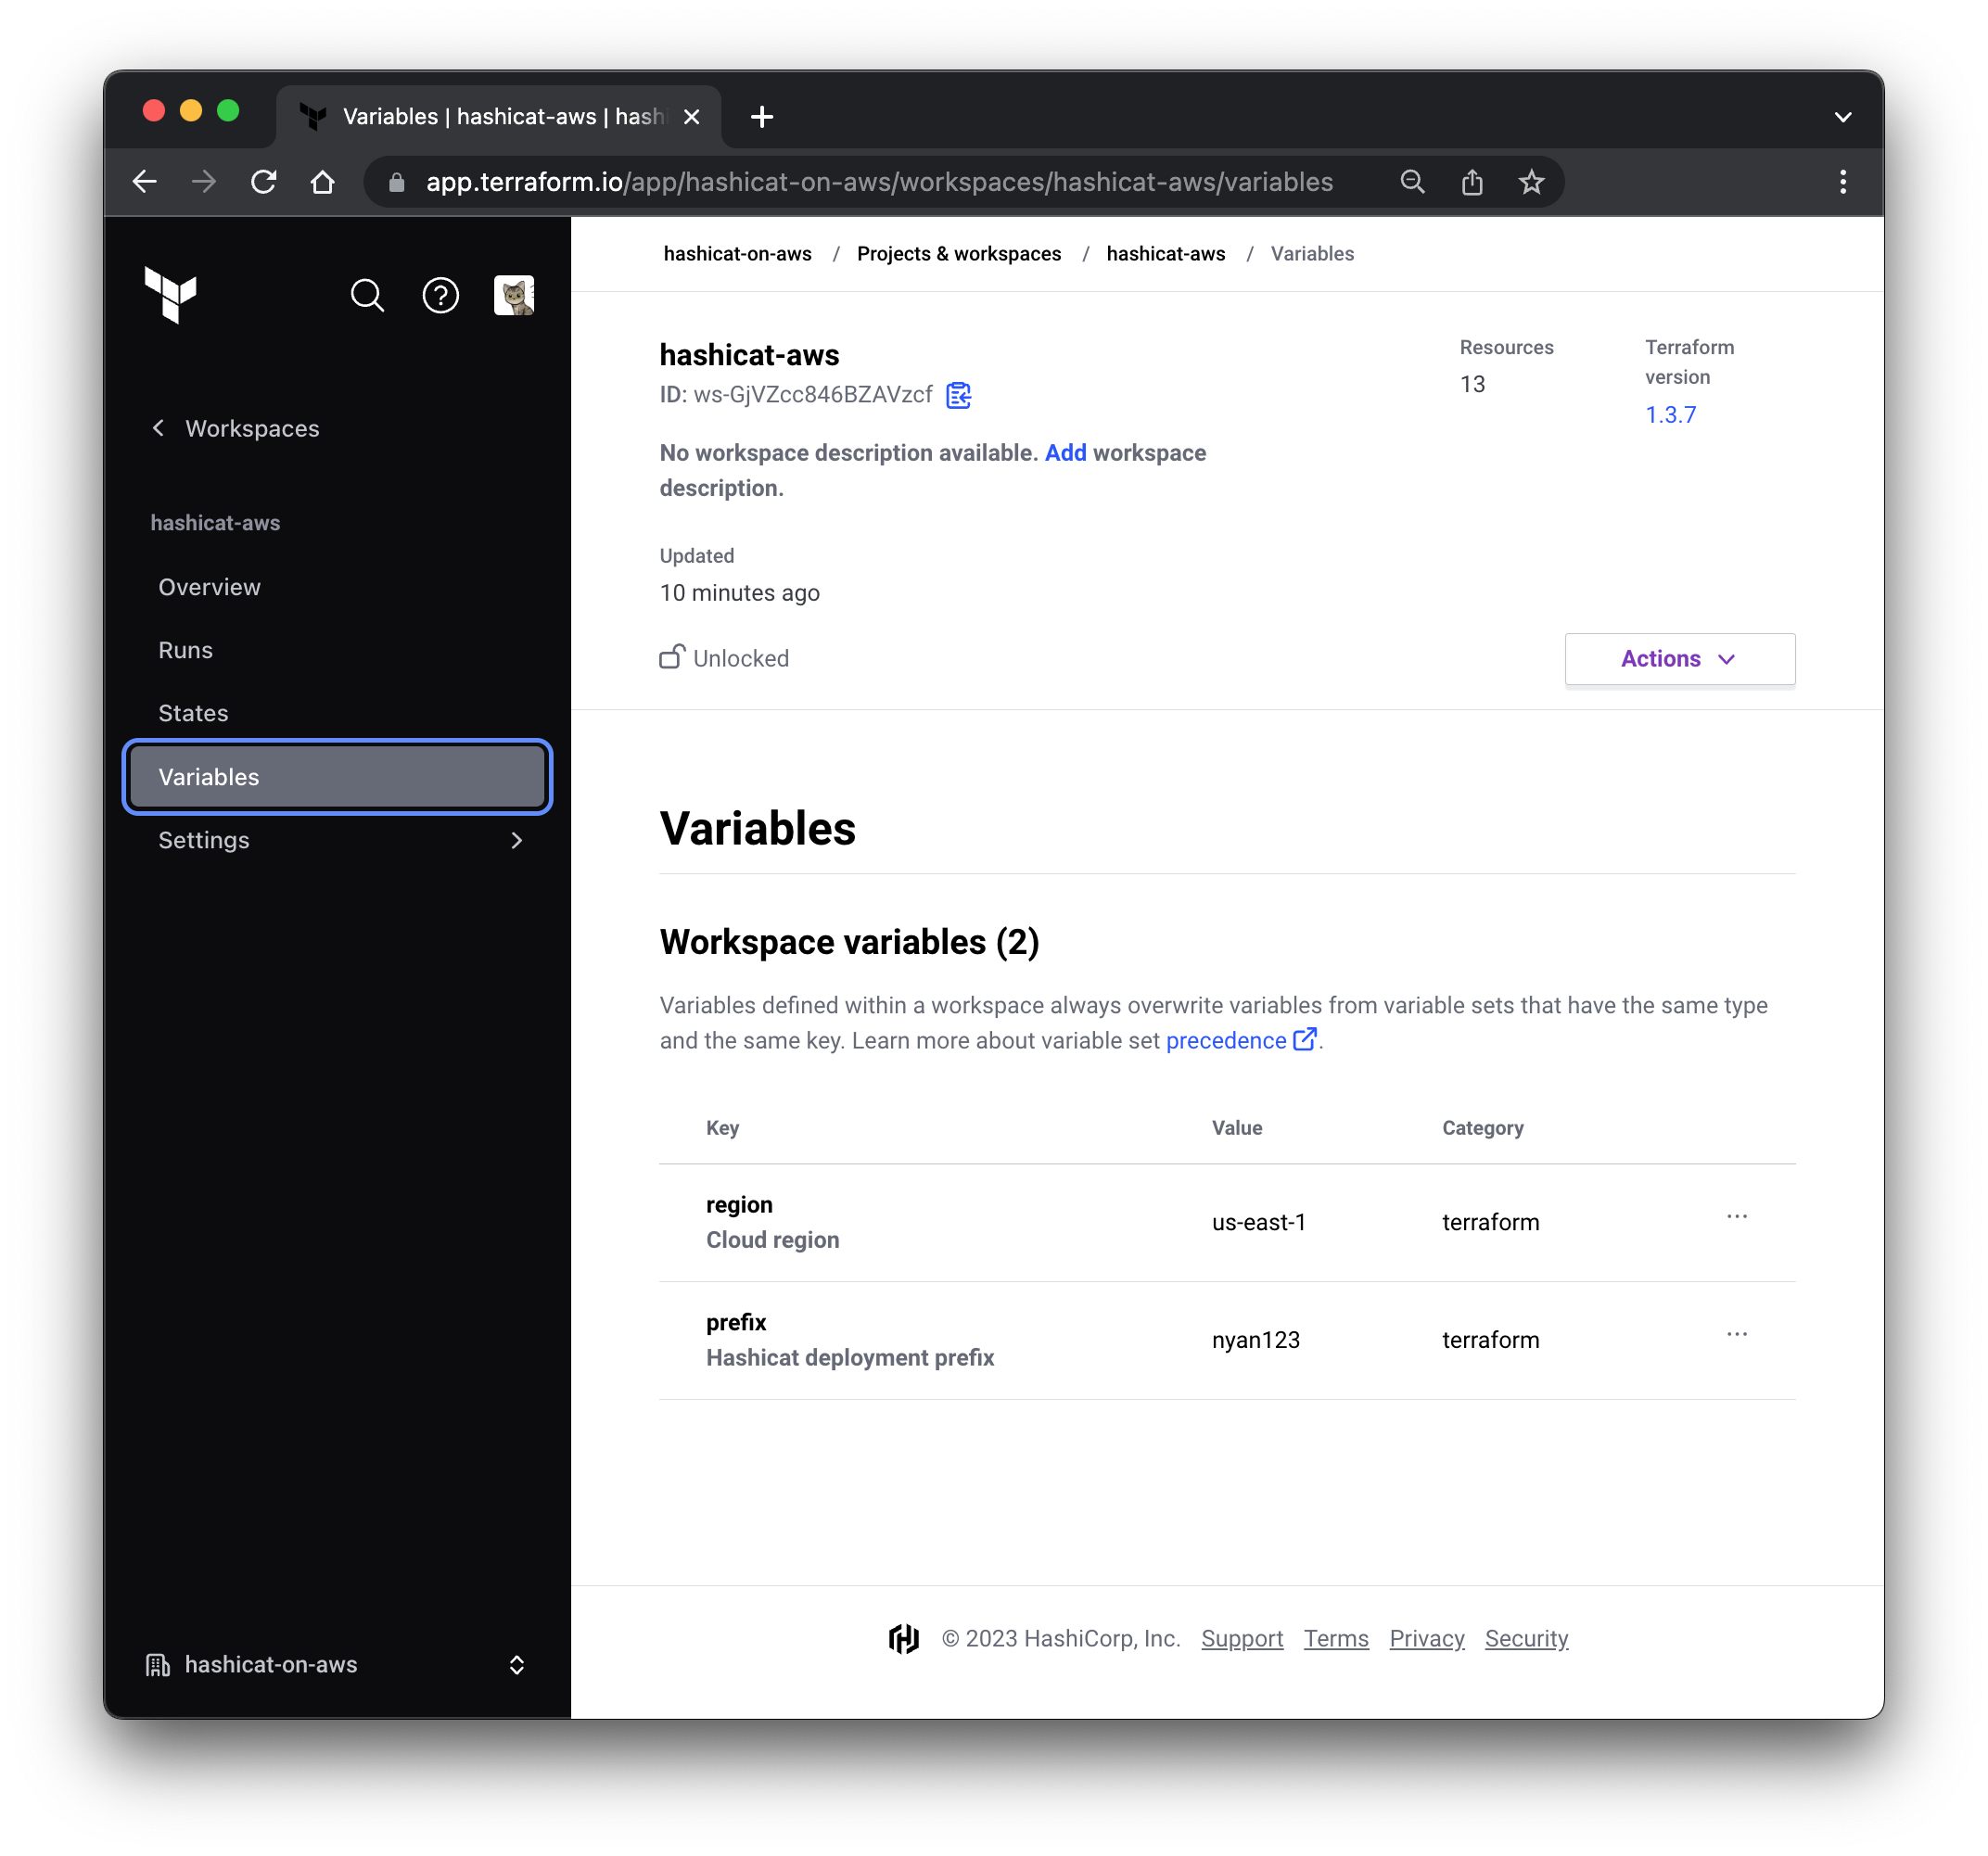 Variables | hashicat-aws | hashi
app.terraform.io/app/hashicat-on-aws/workspaces/hashicat-aws/variables
Workspaces
hashicat-aws
Overview
Runs
States
Variables
Settings
hashicat-on-aws
hashicat-on-aws / Projects & workspaces / hashicat-aws / Variables
hashicat-aws
ID: ws-GjVZcc846BZAVzcf
No workspace description available. Add workspace
description.
Updated
10 minutes ago
Unlocked
Resources
13
Terraform
version
1.3.7
Actions
Variables
Workspace variables (2)
Variables defined within a workspace always overwrite variables from variable sets that have the same type
and the same key. Learn more about variable set precedence.
Key Value Category
region
Cloud region
us-east-1 terraform ...
prefix
Hashicat deployment prefix
nyan123 terraform ...
© 2023 HashiCorp, Inc. Support Terms Privacy Security